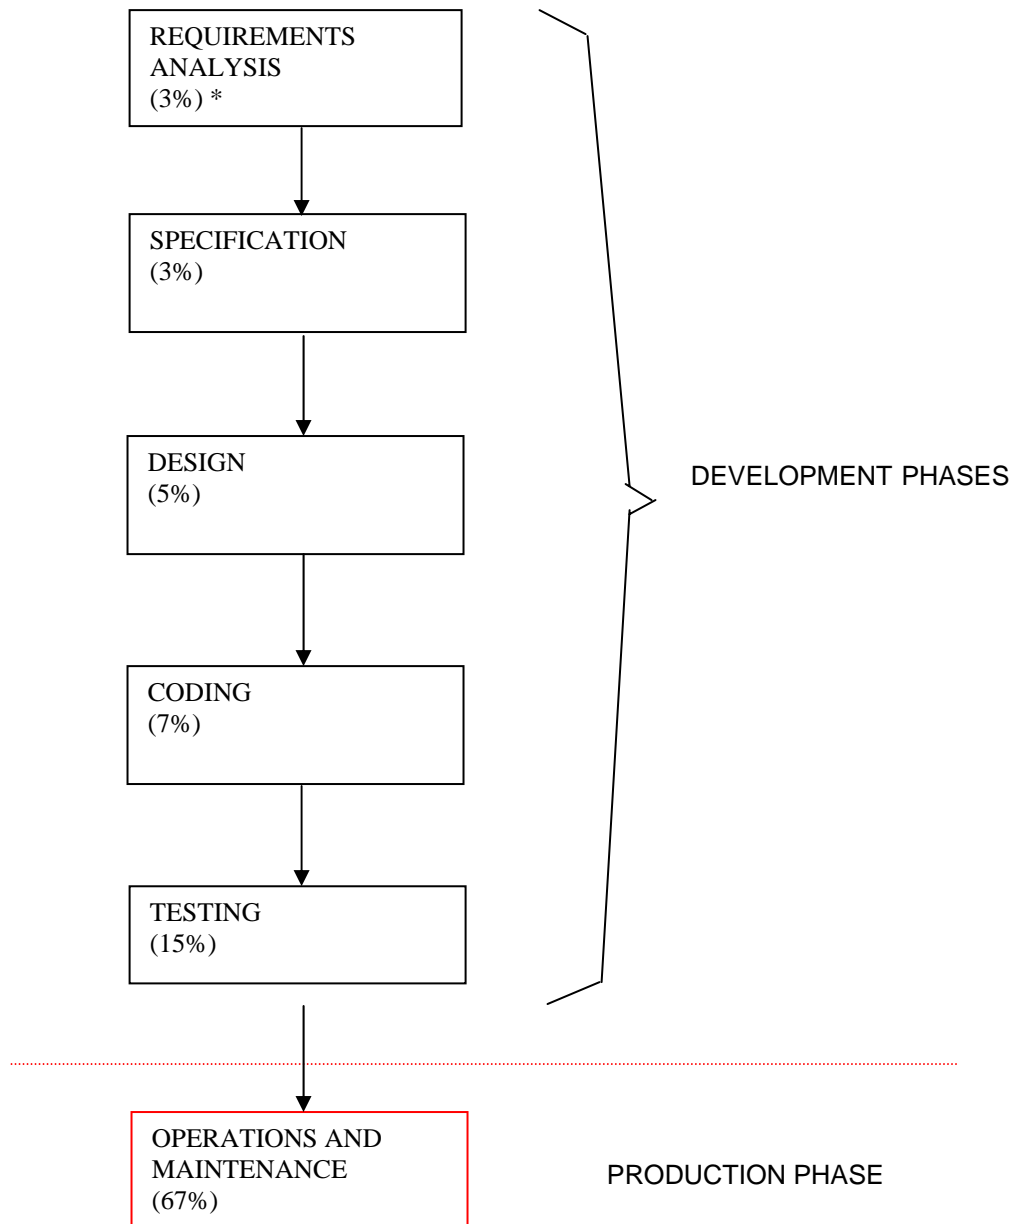 REQUIREMENTS
ANALYSIS
(3%) *
SPECIFICATION
(3%)
DESIGN
(5%)
DEVELOPMENT PHASES
CODING
(7%)
TESTING
(15%)
OPERATIONS AND
MAINTENANCE
(67%)
PRODUCTION PHASE